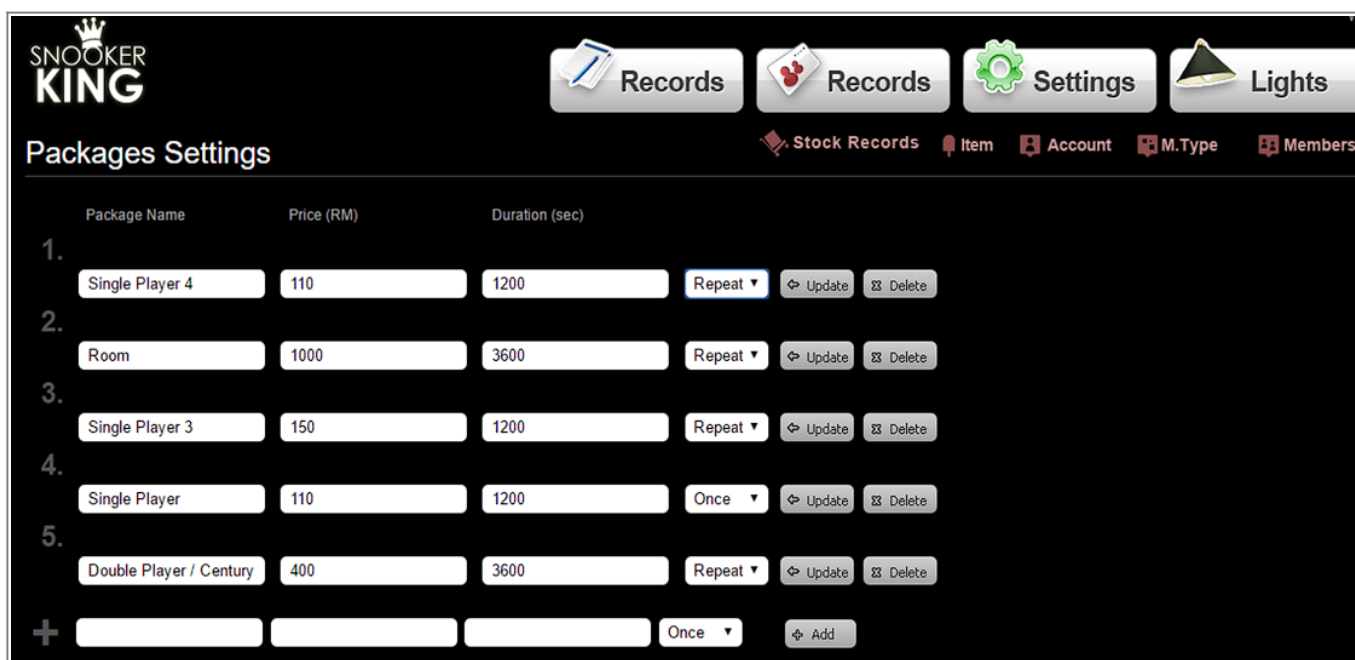 SNOOKER
KING
Records Records Settings Lights
Packages Settings
Stock Records Item Account M.Type Members
Package Name Price (RM) Duration (sec)
1.
Single Player 4 110 1200 Repeat Update Delete
2.
Room 1000 3600 Repeat Update Delete
3.
Single Player 3 150 1200 Repeat Update Delete
4.
Single Player 110 1200 Once Update Delete
5.
Double Player / Century 400 3600 Repeat Update Delete
+ Once Add